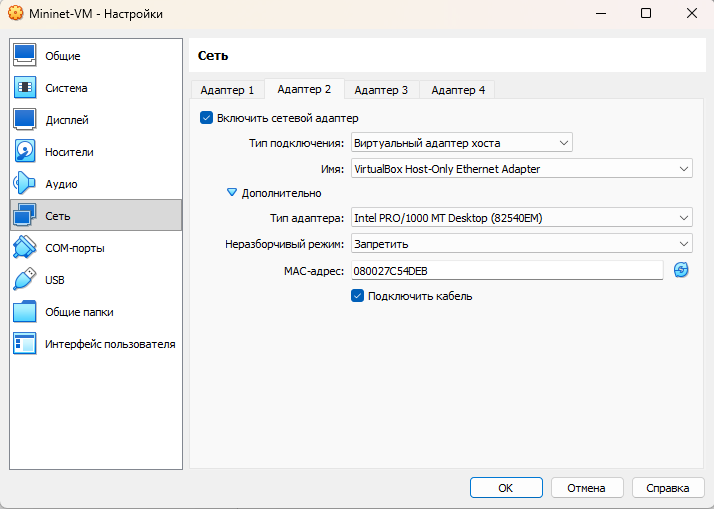 Mininet-VM - Настройки
Общие
Система
Дисплей
Носители
Аудио
Сеть
COM-порты
USB
Общие папки
Интерфейс пользователя
Сеть
Адаптер 1 Адаптер 2 Адаптер 3 Адаптер 4
Включить сетевой адаптер
Тип подключения: Виртуальный адаптер хоста
Имя: VirtualBox Host-Only Ethernet Adapter
Дополнительно
Тип адаптера: Intel PRO/1000 MT Desktop (82540EM)
Неразборчивый режим: Запретить
MAC-адрес: 080027C54DEB
Подключить кабель
OK Отмена Справка